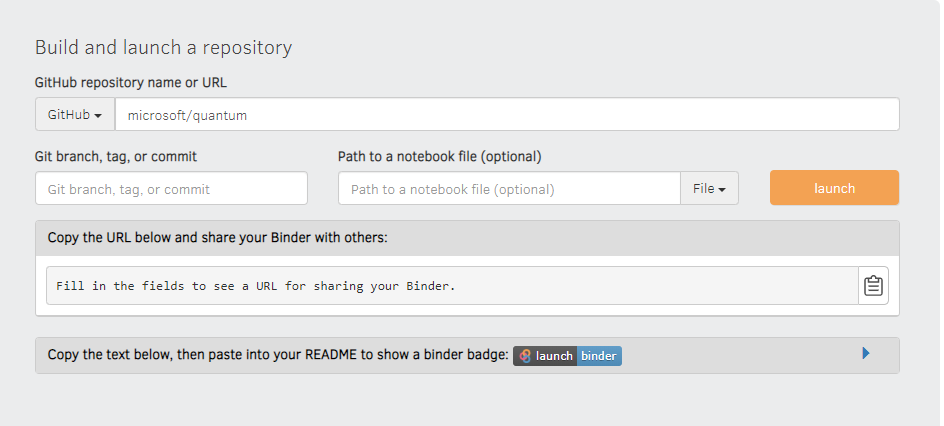 Build and launch a repository
GitHub repository name or URL
GitHub
microsoft/quantum
Git branch, tag, or commit
Path to a notebook file (optional)
Git branch, tag, or commit
Path to a notebook file (optional)
File
launch
Copy the URL below and share your Binder with others:
Fill in the fields to see a URL for sharing your Binder.
Copy the text below, then paste into your README to show a binder badge: launch binder